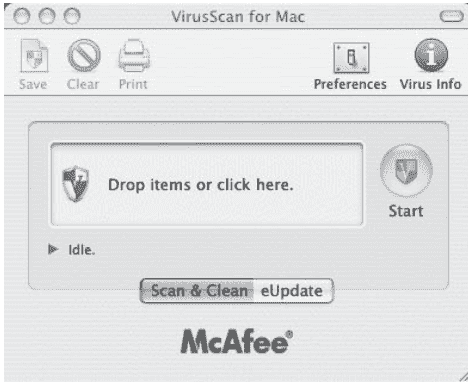 VirusScan for Mac
Save Clear Print Preferences Virus Info
Drop items or click here.
Start
Idle.
Scan & Clean eUpdate
McAfee®